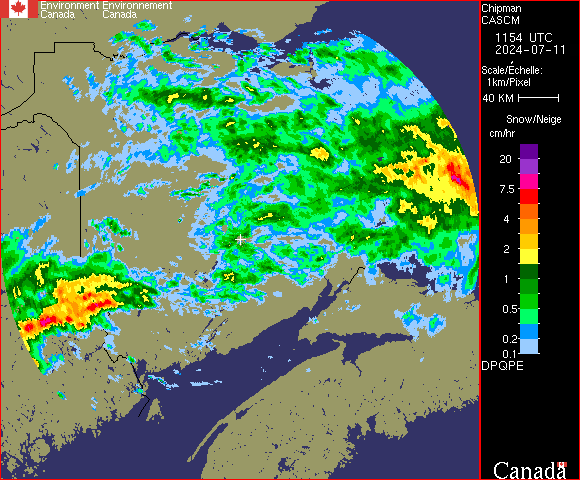 Environment Environnement
Canada Canada
Chipman
CASCM
1154 UTC
2024-07-11
Scale/Échelle:
1km/Pixel
40 KM
Snow/Neige
cm/hr
20
7.5
4
2
1
0.5
0.2
0.1
DPQPE
Canada